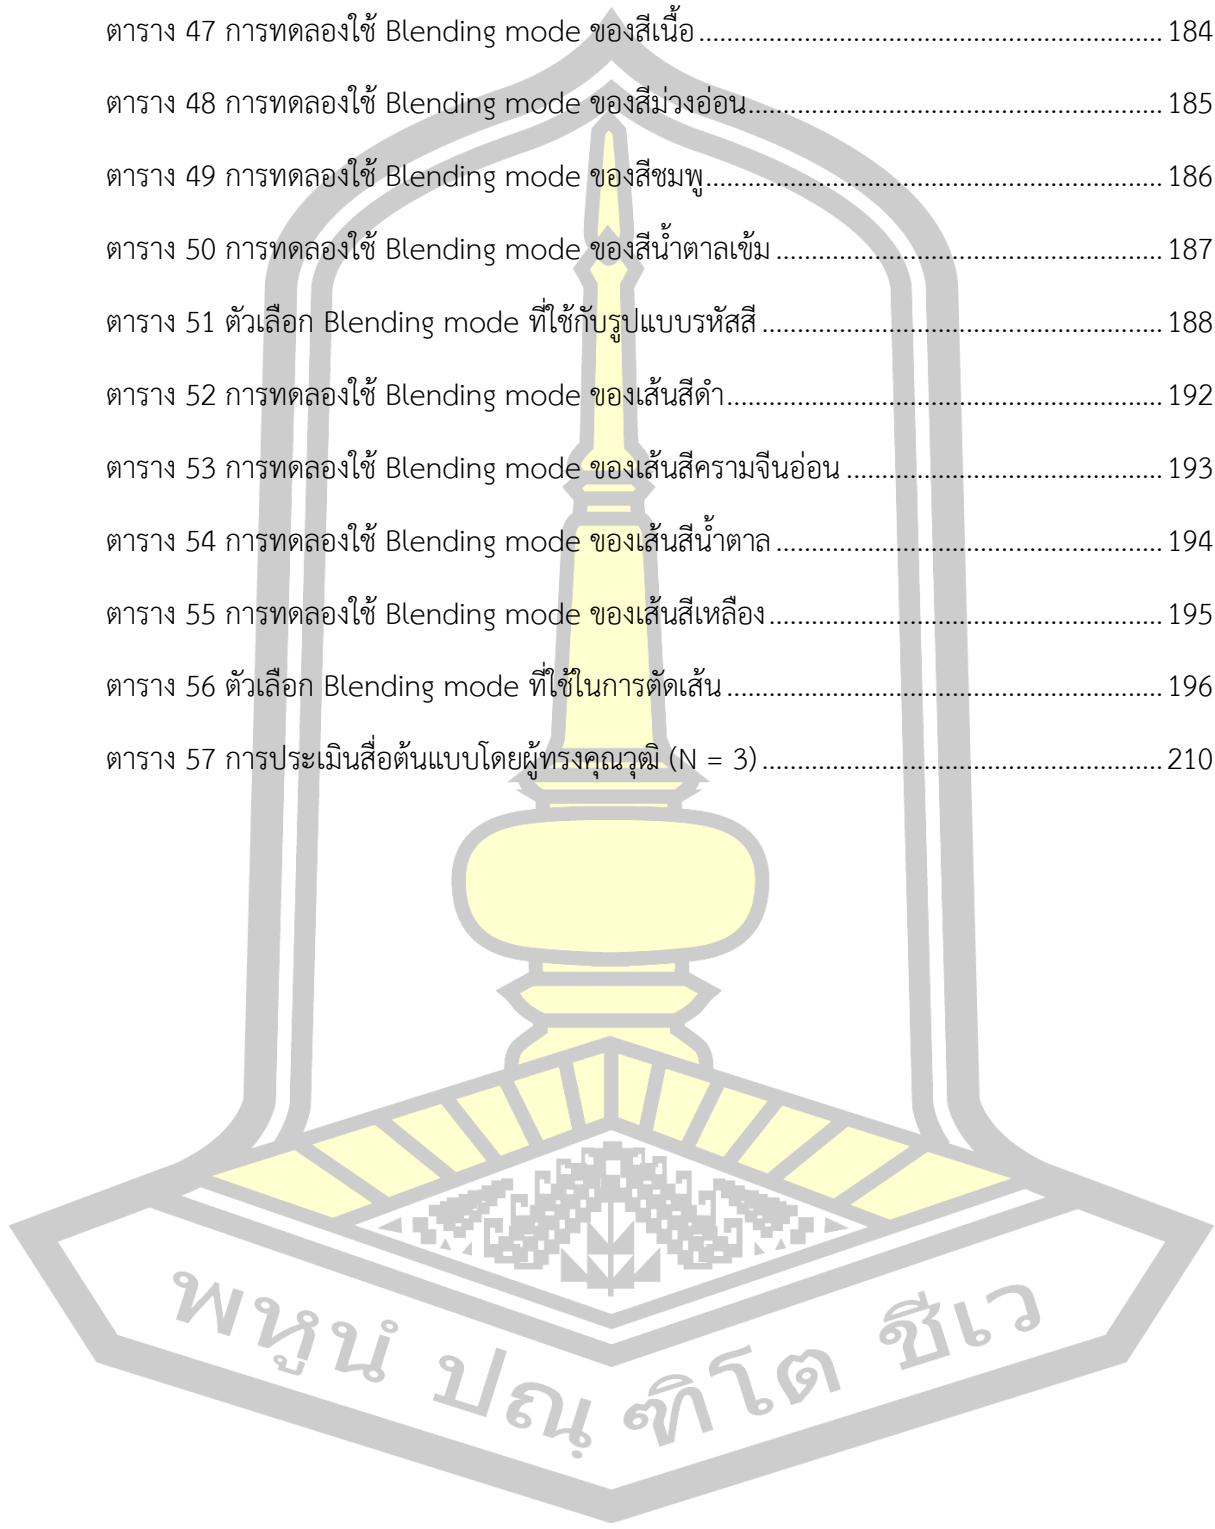 ตาราง 47 การทดลองใช้ Blending mode ของสีเนื้อ ................................................................. 184
ตาราง 48 การทดลองใช้ Blending mode ของสีม่วงอ่อน.......................................................... 185
ตาราง 49 การทดลองใช้ Blending mode ของสีชมพู................................................................ 186
ตาราง 50 การทดลองใช้ Blending mode ของสีน้ำตาลเข้ม ...................................................... 187
ตาราง 51 ตัวเลือก Blending mode ที่ใช้กับรูปแบบรหัสสี ........................................................ 188
ตาราง 52 การทดลองใช้ Blending mode ของเส้นสีดำ............................................................. 192
ตาราง 53 การทดลองใช้ Blending mode ของเส้นสีครามจีนอ่อน ............................................. 193
ตาราง 54 การทดลองใช้ Blending mode ของเส้นสีน้ำตาล ...................................................... 194
ตาราง 55 การทดลองใช้ Blending mode ของเส้นสีเหลือง....................................................... 195
ตาราง 56 ตัวเลือก Blending mode ที่ใช้ในการตัดเส้น ............................................................. 196
ตาราง 57 การประเมินสื่อต้นแบบโดยผู้ทรงคุณวุฒิ (N = 3) ........................................................ 210
พหูนํ ปณฺ ฑิโต ชีเว